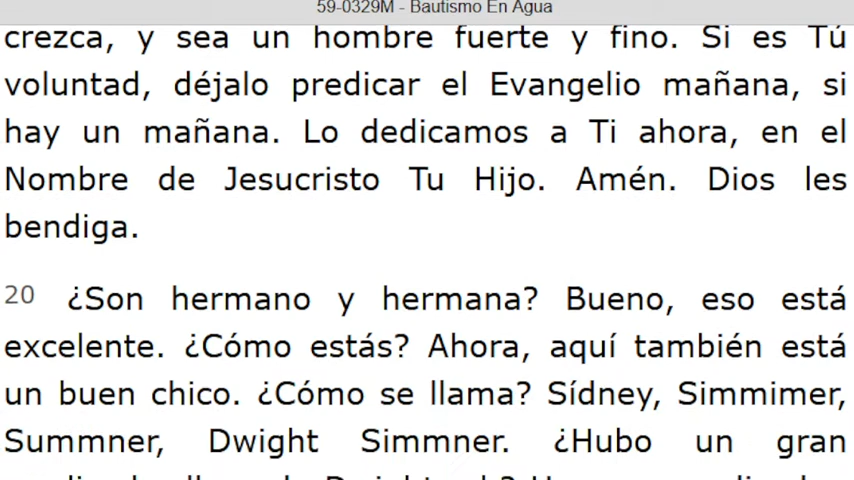 59-0329M - Bautismo En Agua
crezca, y sea un hombre fuerte y fino. Si es Tú
voluntad, déjalo predicar el Evangelio mañana, si
hay un mañana. Lo dedicamos a Ti ahora, en el
Nombre de Jesucristo Tu Hijo. Amén. Dios les
bendiga.
20 ¿Son hermano y hermana? Bueno, eso está
excelente. ¿Cómo estás? Ahora, aquí también está
un buen chico. ¿Cómo se llama? Sídney, Simmimer,
Summner, Dwight Simmner. ¿Hubo un gran